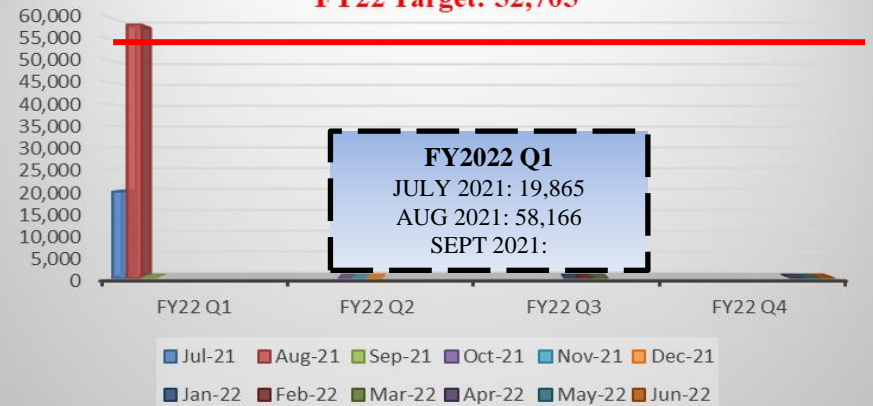 FY22 Target:
60,000
55,000
50,000
45,000
40,000
35,000
30,000
25,000
20,000
15,000
10,000
5,000
0
FY2022 Q1
JULY 2021: 19,865
AUG 2021: 58,166
SEPT 2021:
FY22 Q1 FY22 Q2 FY22 Q3 FY22 Q4
Jul-21 Aug-21 Sep-21 Oct-21 Nov-21 Dec-21
Jan-22 Feb-22 Mar-22 Apr-22 May-22 Jun-22